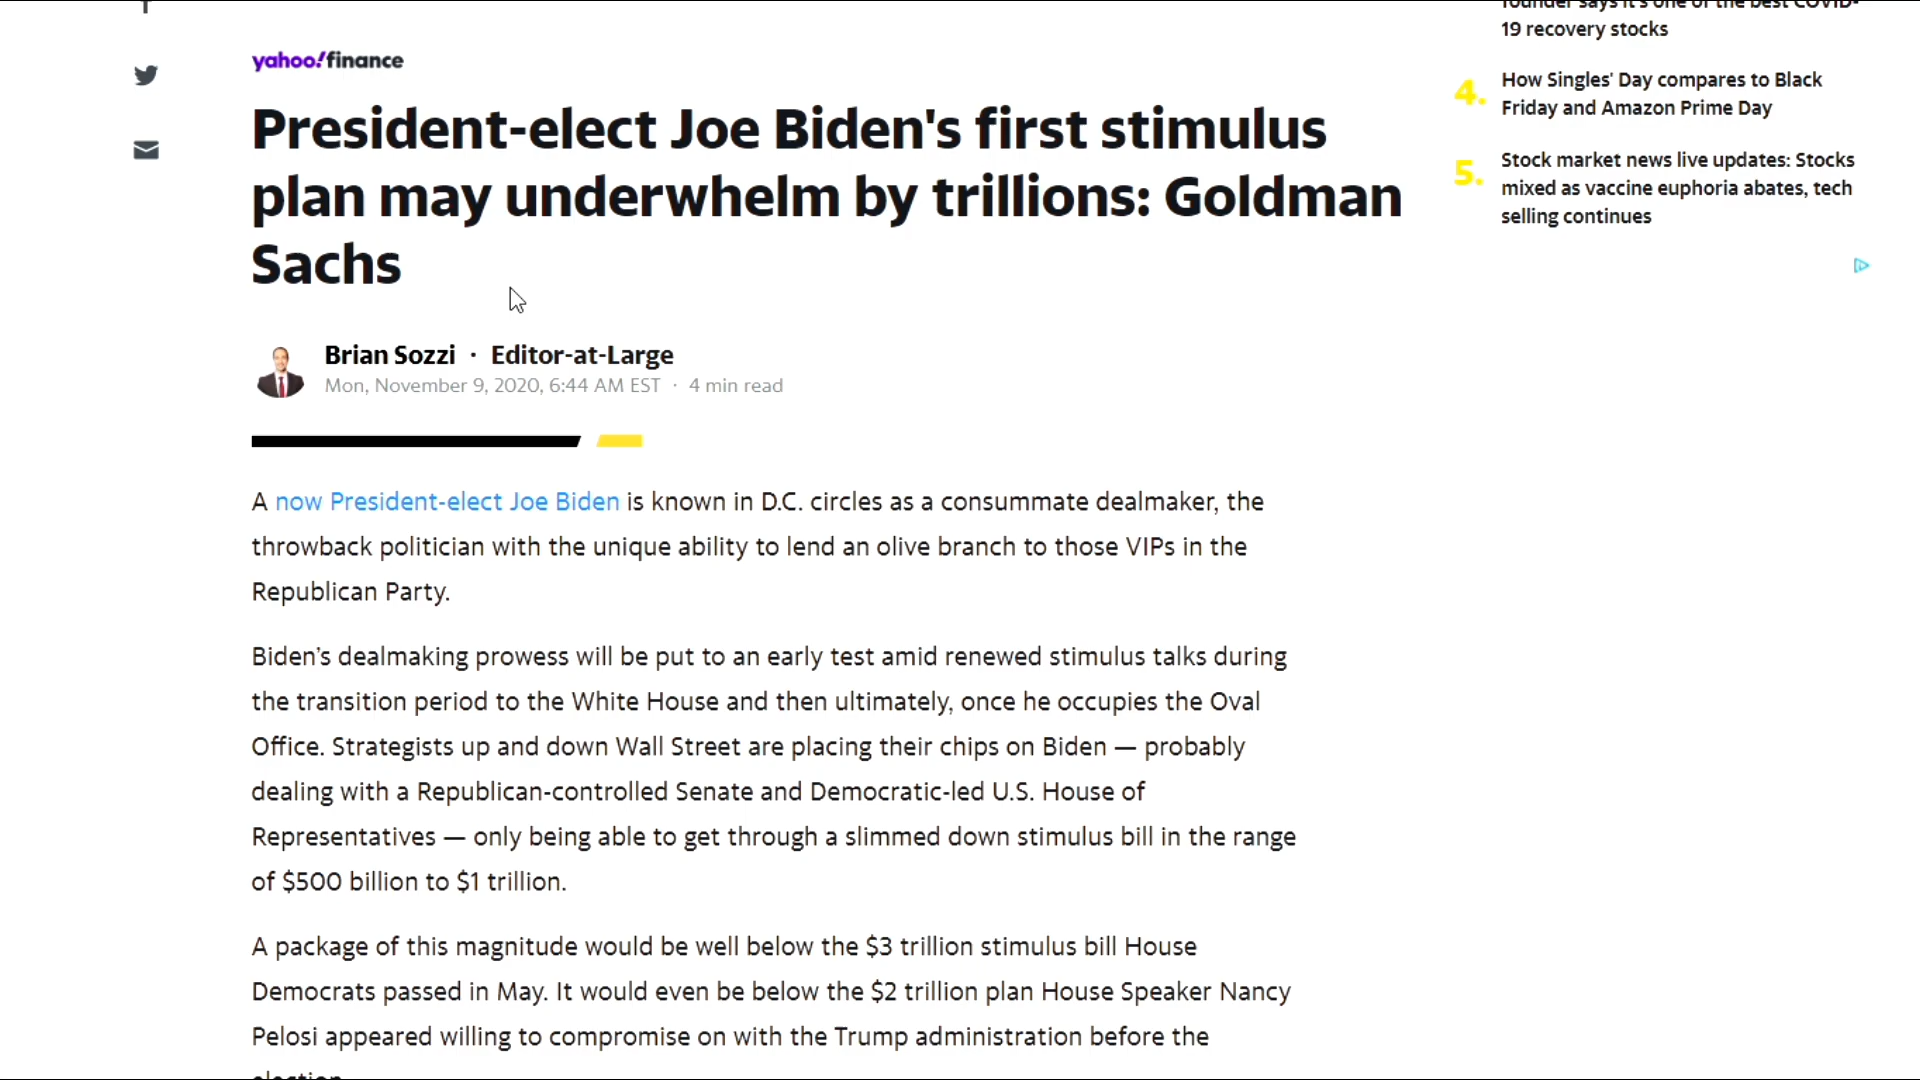 yahoo!finance
President-elect Joe Biden's first stimulus
plan may underwhelm by trillions: Goldman
Sachs
Brian Sozzi · Editor-at-Large
Mon, November 9, 2020, 6:44 AM EST · 4 min read
A now President-elect Joe Biden is known in D.C. circles as a consummate dealmaker, the
throwback politician with the unique ability to lend an olive branch to those VIPs in the
Republican Party.
Biden’s dealmaking prowess will be put to an early test amid renewed stimulus talks during
the transition period to the White House and then ultimately, once he occupies the Oval
Office. Strategists up and down Wall Street are placing their chips on Biden — probably
dealing with a Republican-controlled Senate and Democratic-led U.S. House of
Representatives — only being able to get through a slimmed down stimulus bill in the range
of $500 billion to $1 trillion.
A package of this magnitude would be well below the $3 trillion stimulus bill House
Democrats passed in May. It would even be below the $2 trillion plan House Speaker Nancy
Pelosi appeared willing to compromise on with the Trump administration before the
election.
founder says it's one of the best COVID-
19 recovery stocks
4. How Singles' Day compares to Black
Friday and Amazon Prime Day
5. Stock market news live updates: Stocks
mixed as vaccine euphoria abates, tech
selling continues